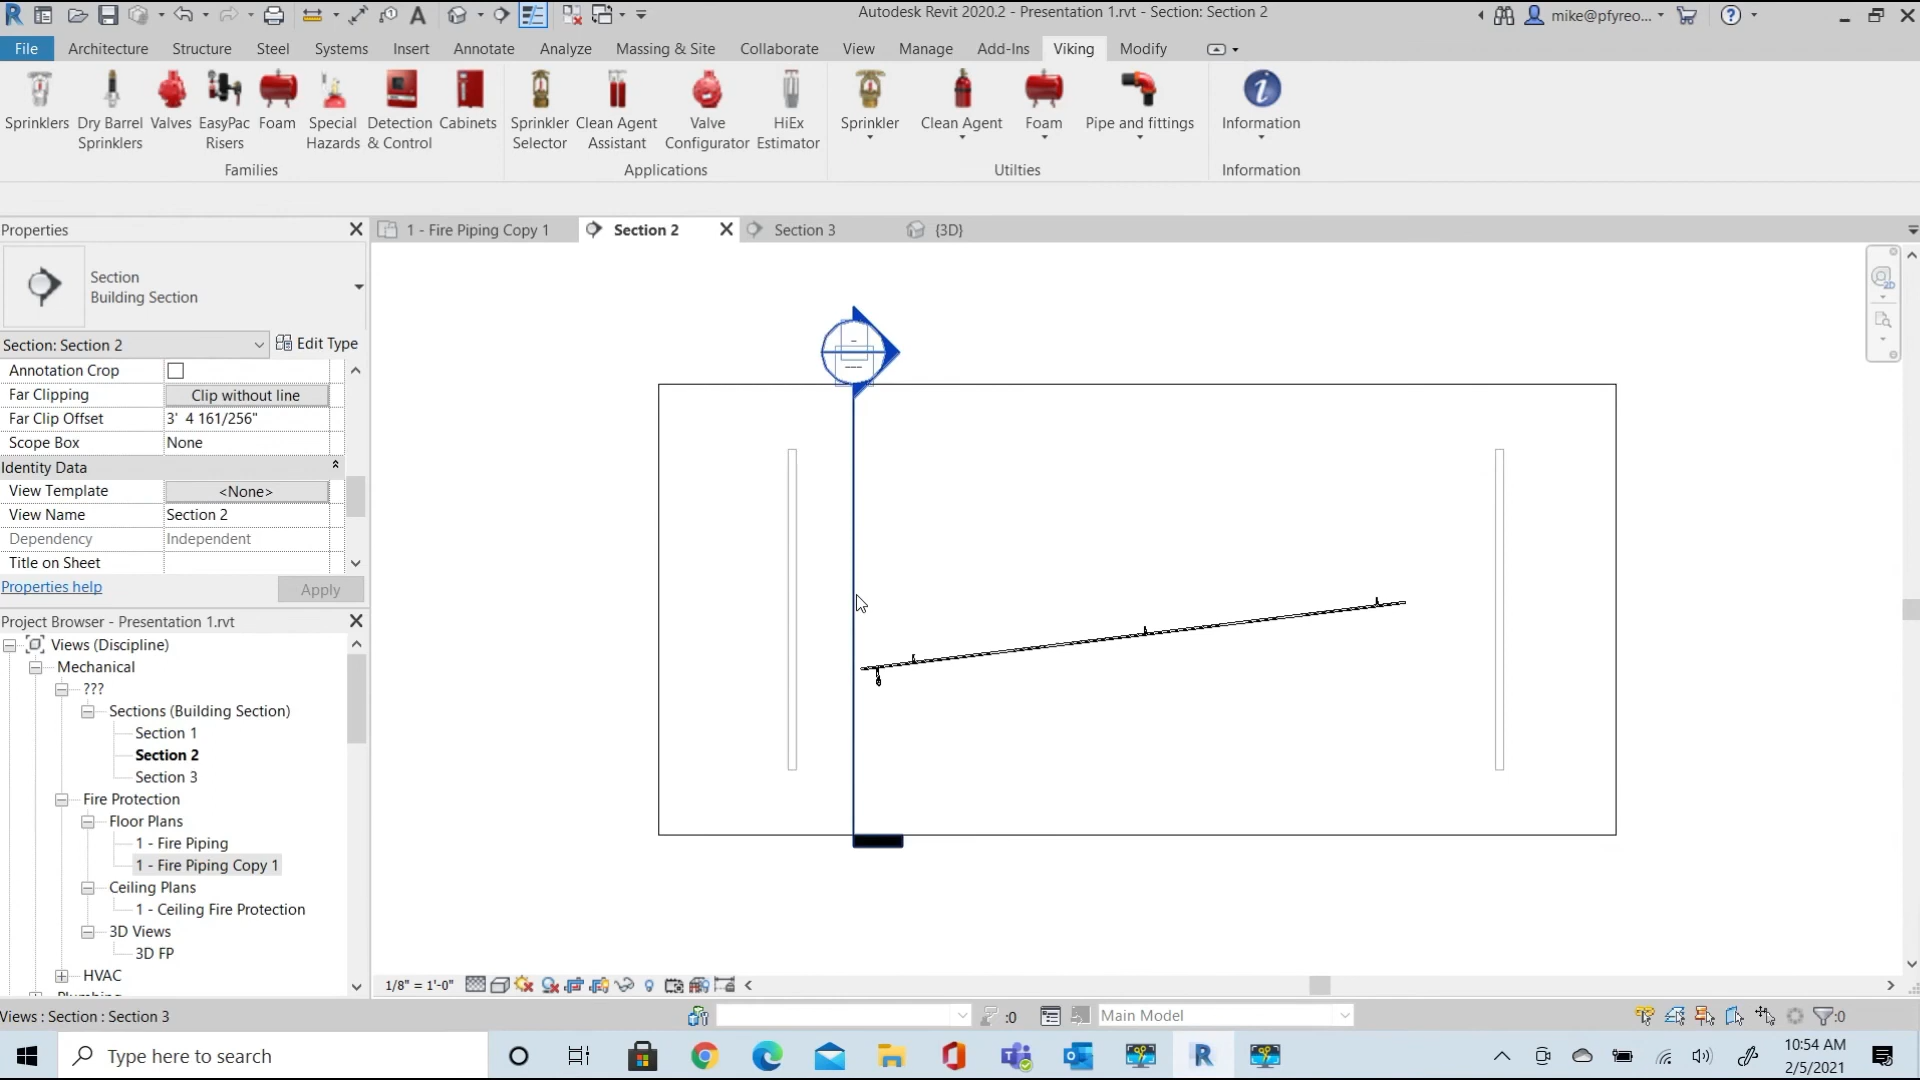 Autodesk Revit 2020.2 - Presentation 1.rvt - Section: Section 2
mike@pfyreo...
File Architecture Structure Steel Systems Insert Annotate Analyze Massing & Site Collaborate View Manage Add-Ins Viking Modify
Sprinklers Dry Barrel Sprinklers Valves EasyPac Risers Foam Special Hazards Detection & Control Cabinets
Sprinkler Selector Clean Agent Assistant Valve Configurator HiEx Estimator
Sprinkler Clean Agent Foam Pipe and fittings Information
Families Applications Utilties Information
Properties
1 - Fire Piping Copy 1 Section 2 Section 3 {3D}
Section
Building Section
Section: Section 2 Edit Type
Annotation Crop
Far Clipping Clip without line
Far Clip Offset 3' 4 161/256"
Scope Box None
Identity Data
View Template <None>
View Name Section 2
Dependency Independent
Title on Sheet
Properties help Apply
Project Browser - Presentation 1.rvt
Views (Discipline)
Mechanical
???
Sections (Building Section)
Section 1
Section 2
Section 3
Fire Protection
Floor Plans
1 - Fire Piping
1 - Fire Piping Copy 1
Ceiling Plans
1 - Ceiling Fire Protection
3D Views
3D FP
HVAC
2D
1/8" = 1'-0"
Views : Section : Section 3
:0
Main Model
:0
Type here to search
10:54 AM
2/5/2021